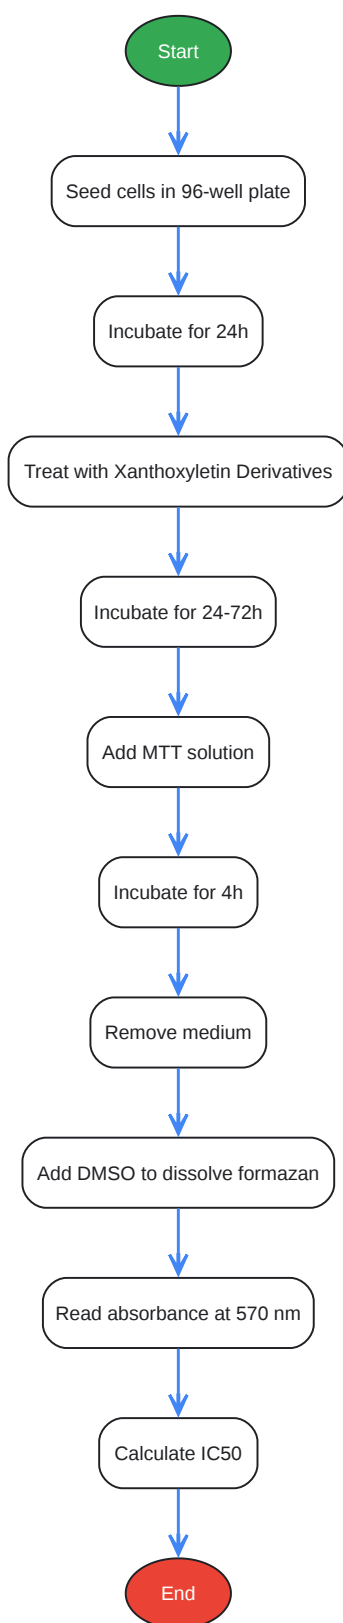 Start
Seed cells in 96-well plate
Incubate for 24h
Treat with Xanthoxyletin Derivatives
Incubate for 24-72h
Add MTT solution
Incubate for 4h
Remove medium
Add DMSO to dissolve formazan
Read absorbance at 570 nm
Calculate IC50
End